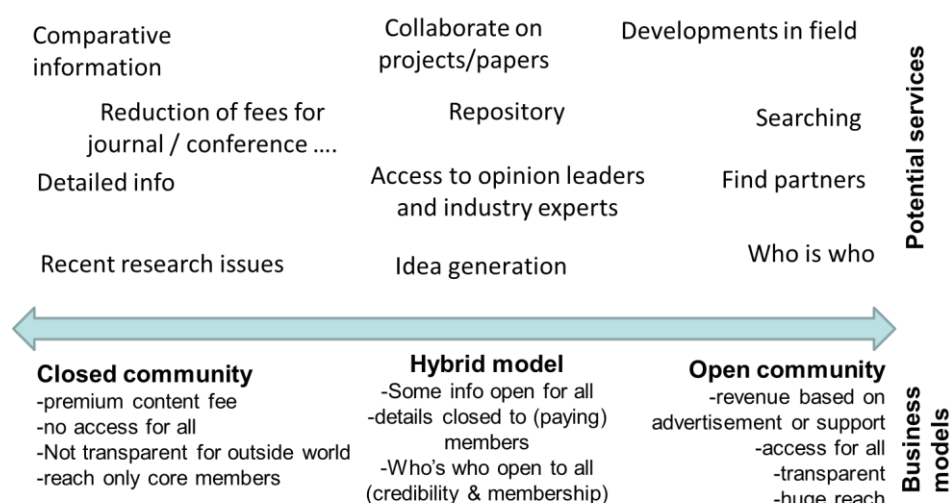 Comparative
information
Collaborate on
projects/papers
Developments in field
Reduction of fees for
journal / conference ....
Repository
Searching
Detailed info
Access to opinion leaders
and industry experts
Find partners
Recent research issues
Idea generation
Who is who
Potential services
Closed community
-premium content fee
-no access for all
-Not transparent for outside world
-reach only core members
Hybrid model
-Some info open for all
-details closed to (paying)
members
-Who's who open to all
(credibility & membership)
Open community
-revenue based on
advertisement or support
-access for all
-transparent
-huge reach
Business
models